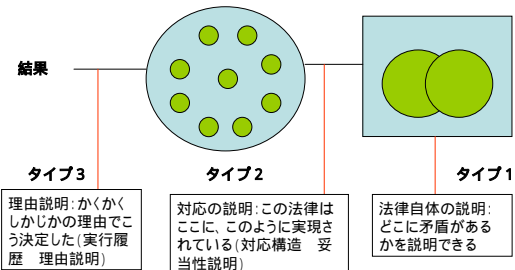 結果
タイプ3
タイプ2
タイプ1
理由説明:かくかく
しかじかの理由でこ
う決定した(実行履
歴 理由説明)
対応の説明:この法律は
ここに、このように実現さ
れている(対応構造 妥
当性説明)
法律自体の説明:
どこに矛盾がある
かを説明できる